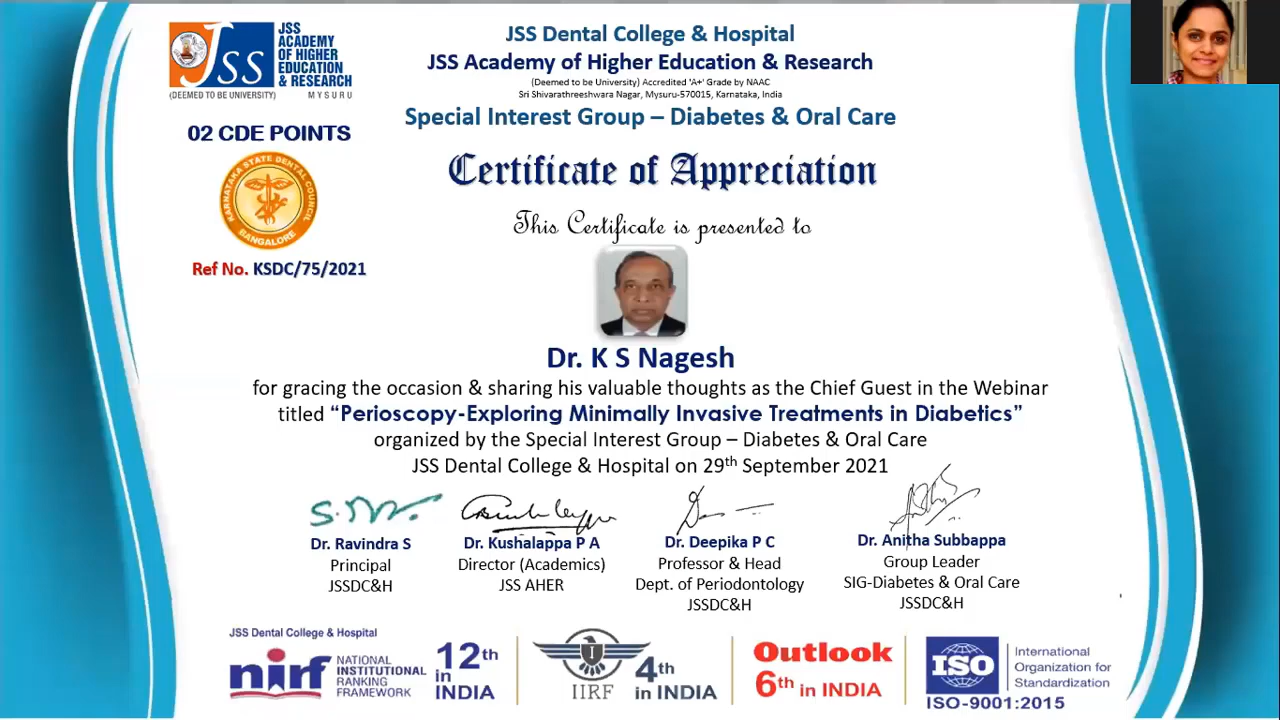 JSS
JSS
ACADEMY
OF HIGHER
EDUCATION
& RESEARCH
(DEEMED TO BE UNIVERSITY) MYSURU
02 CDE POINTS
KARNATAKA STATE DENTAL COUNCIL
BANGALORE
Ref No. KSDC/75/2021
JSS Dental College & Hospital
JSS Academy of Higher Education & Research
(Deemed to be University) Accredited 'A+' Grade by NAAC
Sri Shivarathreeshwara Nagar, Mysuru-570015, Karnataka, India
Special Interest Group – Diabetes & Oral Care
Certificate of Appreciation
This Certificate is presented to
Dr. K S Nagesh
for gracing the occasion & sharing his valuable thoughts as the Chief Guest in the Webinar
titled “Perioscopy-Exploring Minimally Invasive Treatments in Diabetics”
organized by the Special Interest Group – Diabetes & Oral Care
JSS Dental College & Hospital on 29th September 2021
Dr. Ravindra S
Principal
JSSDC&H
Dr. Kushalappa P A
Director (Academics)
JSS AHER
Dr. Deepika P C
Professor & Head
Dept. of Periodontology
JSSDC&H
Dr. Anitha Subbappa
Group Leader
SIG-Diabetes & Oral Care
JSSDC&H
JSS Dental College & Hospital
nirf
NATIONAL
INSTITUTIONAL
RANKING
FRAMEWORK
12th
in
INDIA
IIRF
4th
in INDIA
Outlook
6th in INDIA
ISO
International
Organization for
Standardization
ISO-9001:2015